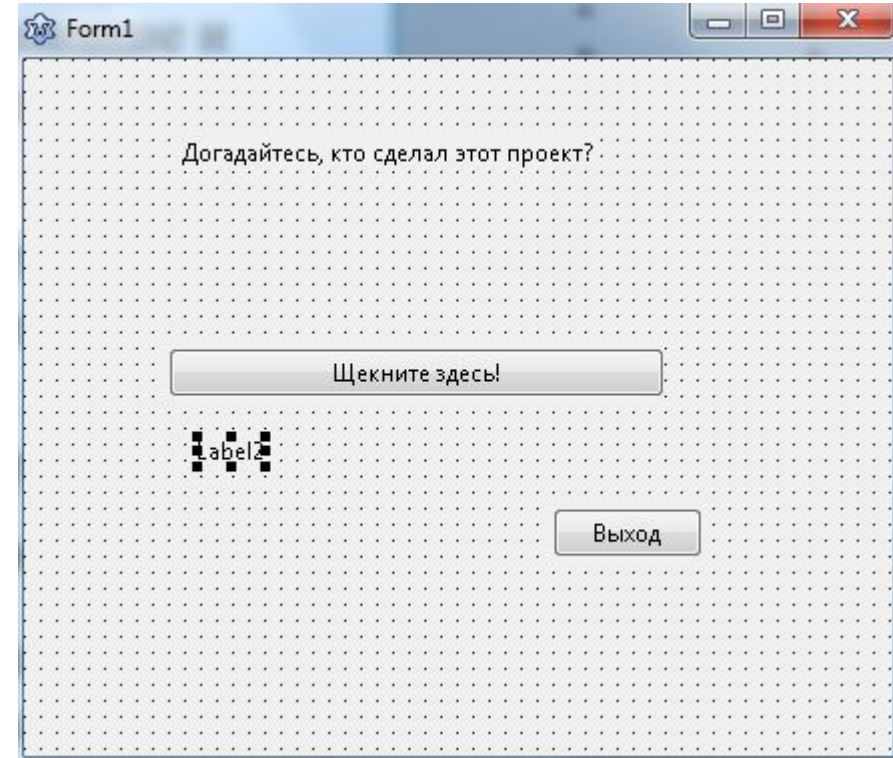 Form1
Догадайтесь, кто сделал этот проект?
Щекните здесь!
Label2
Выход